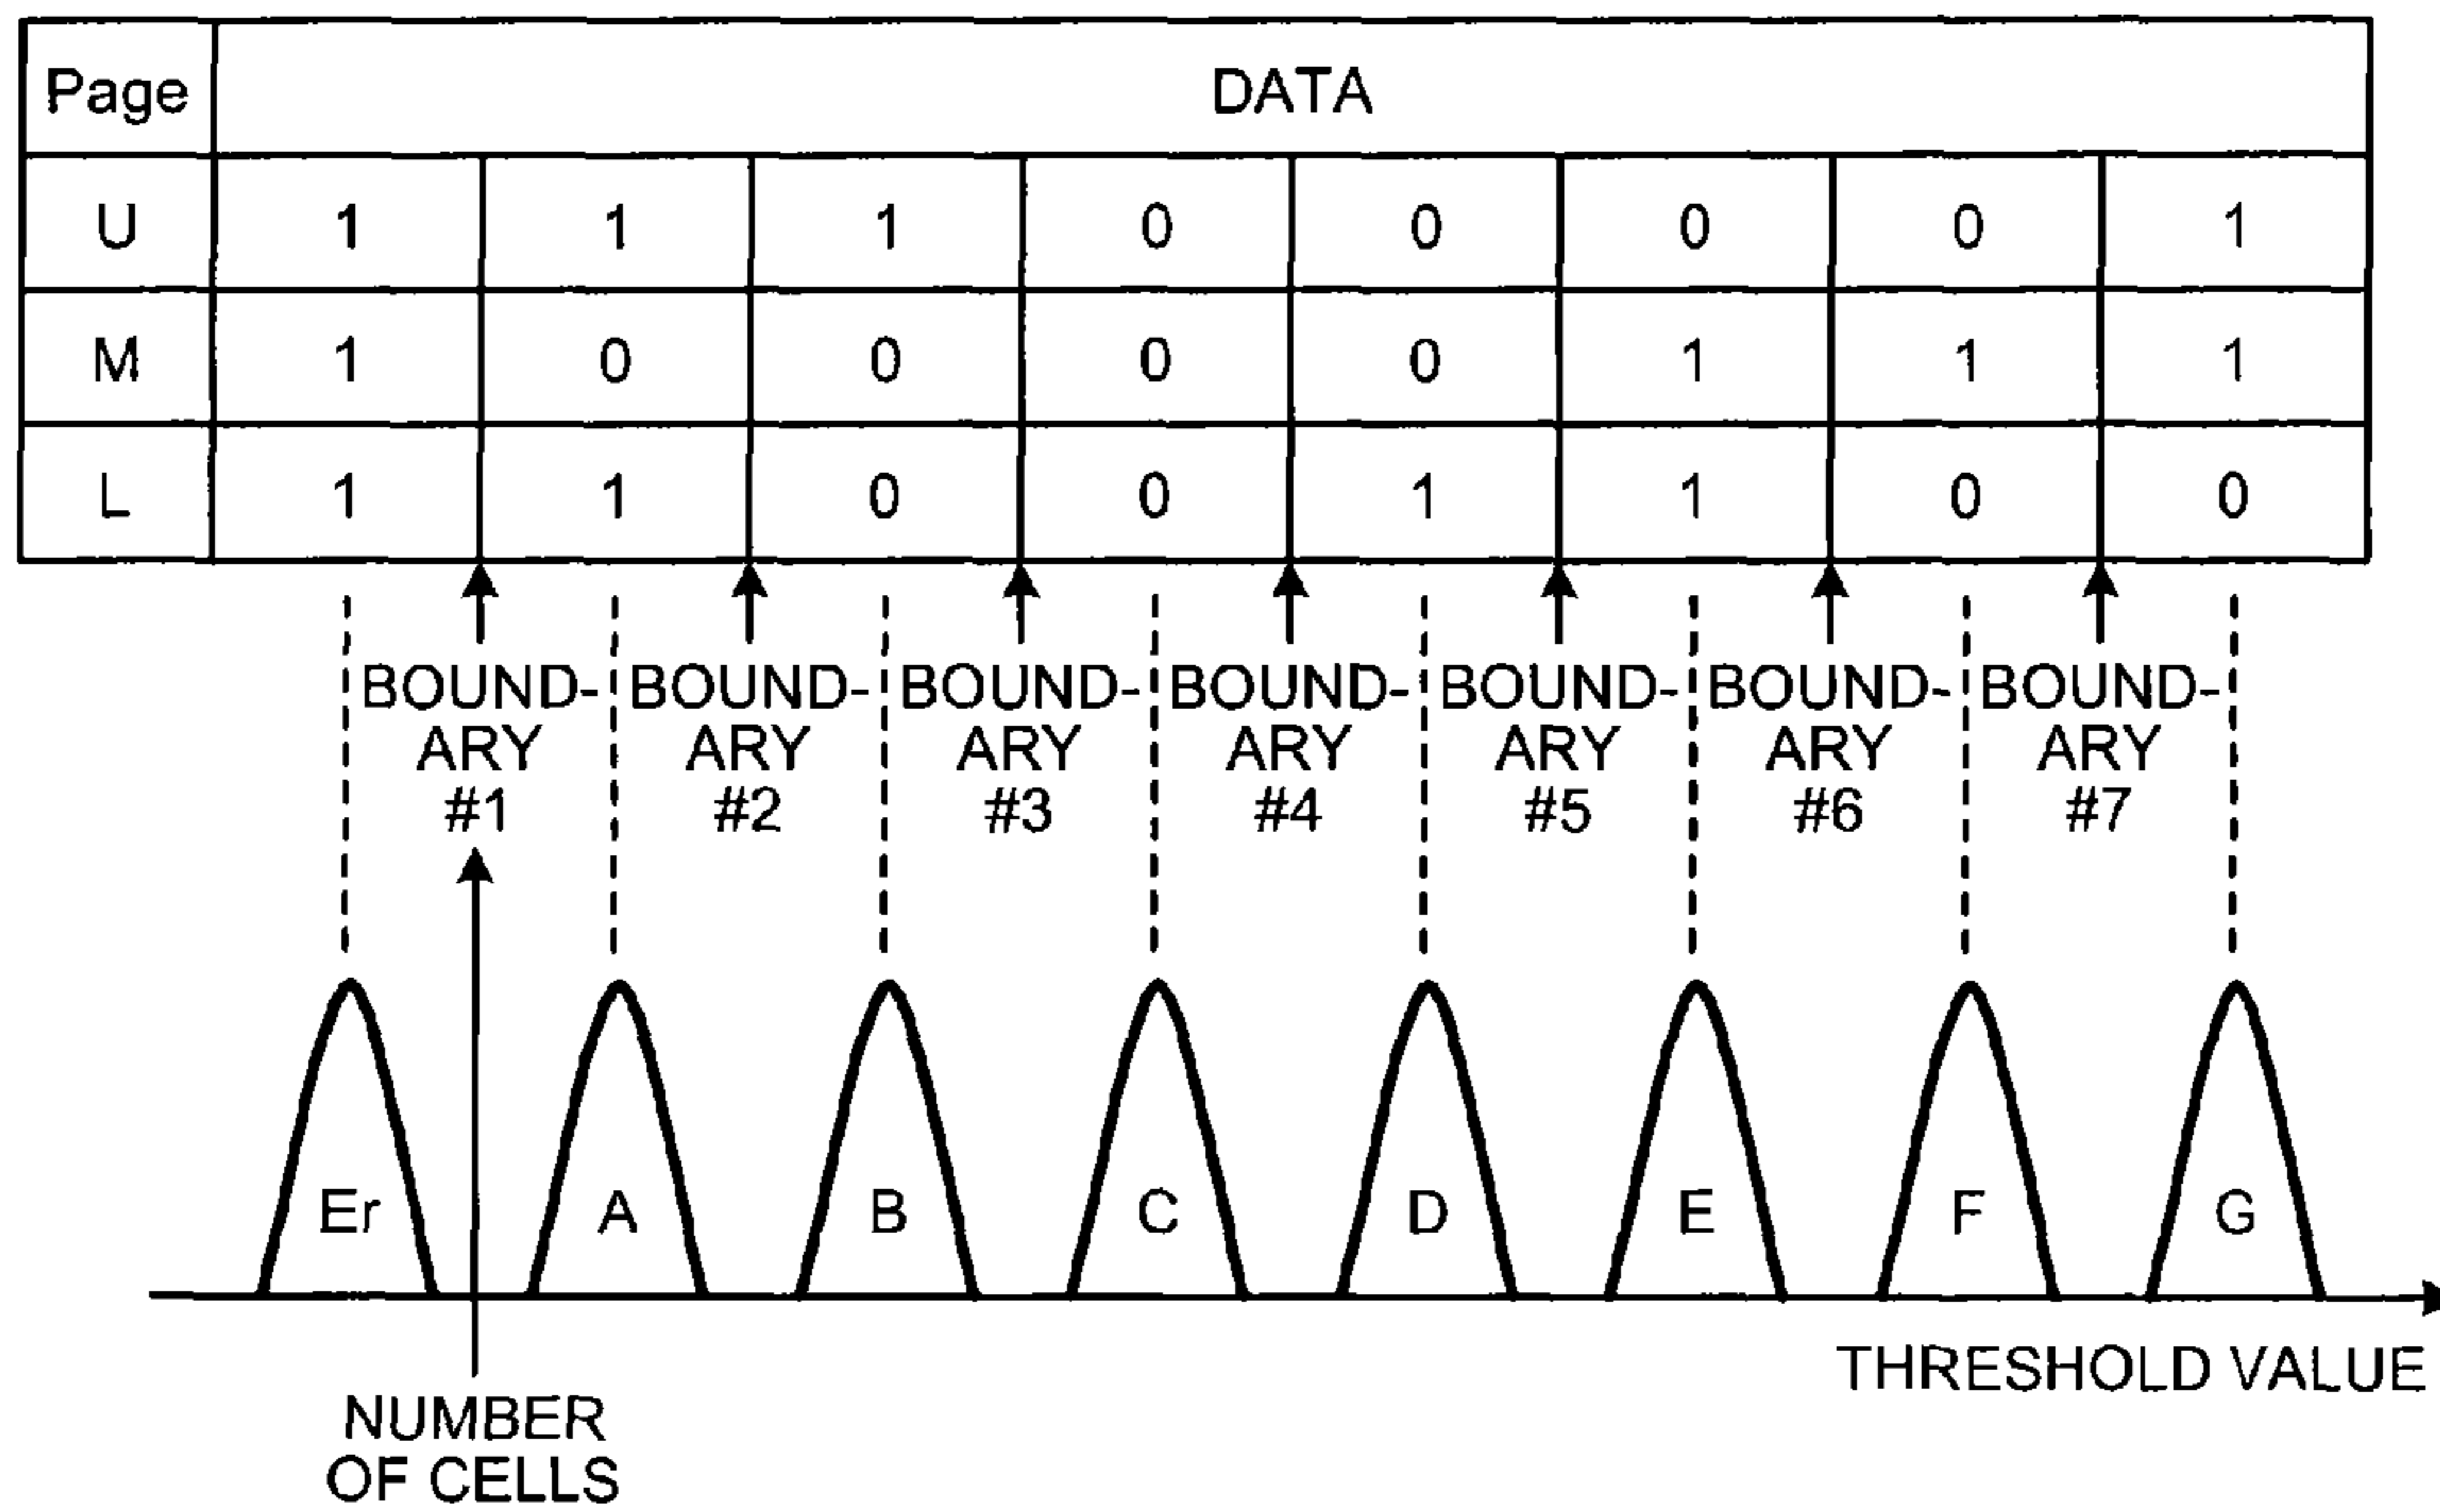 Page DATA
U 1 1 1 0 0 0 0 1
M 1 0 0 0 0 1 1 1
L 1 1 0 0 1 1 0 0
BOUND- BOUND- BOUND- BOUND- BOUND- BOUND- BOUND-
ARY ARY ARY ARY ARY ARY ARY
#1 #2 #3 #4 #5 #6 #7
Er A B C D E F G
THRESHOLD VALUE
NUMBER
OF CELLS